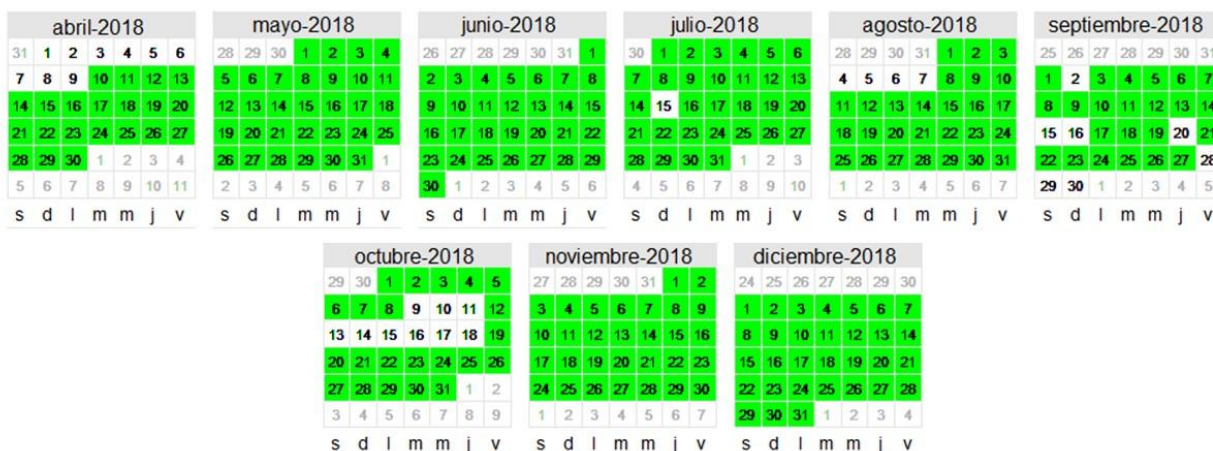 abril-2018 mayo-2018 junio-2018 julio-2018 agosto-2018 septiembre-2018
31 1 2 3 4 5 6 28 29 30 1 2 3 4 26 27 28 29 30 31 1 30 1 2 3 4 5 6 28 29 30 31 1 2 3 25 26 27 28 29 30 31
7 8 9 10 11 12 13 5 6 7 8 9 10 11 2 3 4 5 6 7 8 7 8 9 10 11 12 13 4 5 6 7 8 9 10 1 2 3 4 5 6 7
14 15 16 17 18 19 20 12 13 14 15 16 17 18 9 10 11 12 13 14 15 14 15 16 17 18 19 20 11 12 13 14 15 16 17 8 9 10 11 12 13 14
21 22 23 24 25 26 27 19 20 21 22 23 24 25 16 17 18 19 20 21 22 21 22 23 24 25 26 27 18 19 20 21 22 23 24 15 16 17 18 19 20 21
28 29 30 1 2 3 4 26 27 28 29 30 31 1 23 24 25 26 27 28 29 28 29 30 31 1 2 3 25 26 27 28 29 30 31 22 23 24 25 26 27 28
5 6 7 8 9 10 11 2 3 4 5 6 7 8 30 1 2 3 4 5 6 4 5 6 7 8 9 10 1 2 3 4 5 6 7 29 30 1 2 3 4 5
s d l m m j v s d l m m j v s d l m m j v s d l m m j v s d l m m j v s d l m m j v
octubre-2018 noviembre-2018 diciembre-2018
29 30 1 2 3 4 5 27 28 29 30 31 1 2 24 25 26 27 28 29 30
6 7 8 9 10 11 12 3 4 5 6 7 8 9 1 2 3 4 5 6 7
13 14 15 16 17 18 19 10 11 12 13 14 15 16 8 9 10 11 12 13 14
20 21 22 23 24 25 26 17 18 19 20 21 22 23 15 16 17 18 19 20 21
27 28 29 30 31 1 2 24 25 26 27 28 29 30 22 23 24 25 26 27 28
3 4 5 6 7 8 9 1 2 3 4 5 6 7 29 30 31 1 2 3 4
s d l m m j v s d l m m j v s d l m m j v